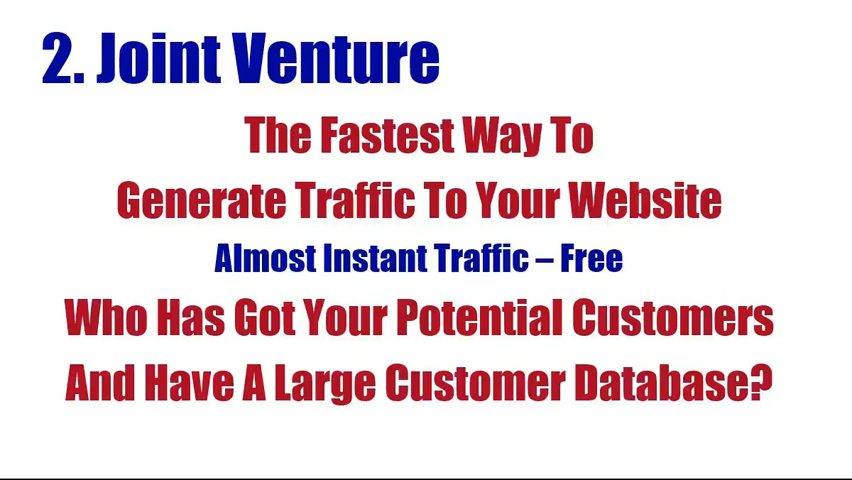 2. Joint Venture
The Fastest Way To
Generate Traffic To Your Website
Almost Instant Traffic – Free
Who Has Got Your Potential Customers
And Have A Large Customer Database?